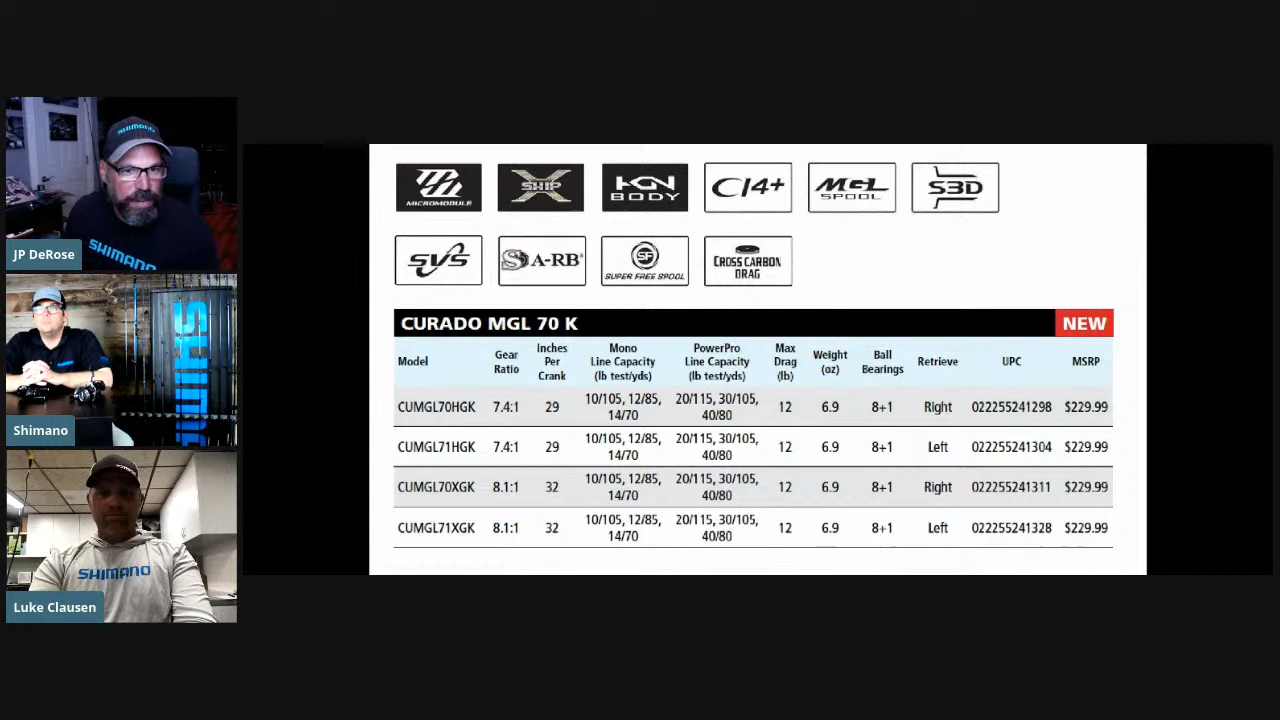 SHIMANO
SHIMANO
JP DeRose
SHIMANO
Shimano
SHIMANO
Luke Clausen
MICROMODULE
X SHIP
HGN BODY
CI4+
MGL SPOOL
S3D
SVS
S A-RB®
SF SUPER FREE SPOOL
CROSS CARBON DRAG
CURADO MGL 70 K NEW
Model Gear Ratio Inches Per Crank Mono Line Capacity (lb test/yds) PowerPro Line Capacity (lb test/yds) Max Drag (lb) Weight (oz) Ball Bearings Retrieve UPC MSRP
CUMGL70HGK 7.4:1 29 10/105, 12/85, 14/70 20/115, 30/105, 40/80 12 6.9 8+1 Right 022255241298 $229.99
CUMGL71HGK 7.4:1 29 10/105, 12/85, 14/70 20/115, 30/105, 40/80 12 6.9 8+1 Left 022255241304 $229.99
CUMGL70XGK 8.1:1 32 10/105, 12/85, 14/70 20/115, 30/105, 40/80 12 6.9 8+1 Right 022255241311 $229.99
CUMGL71XGK 8.1:1 32 10/105, 12/85, 14/70 20/115, 30/105, 40/80 12 6.9 8+1 Left 022255241328 $229.99